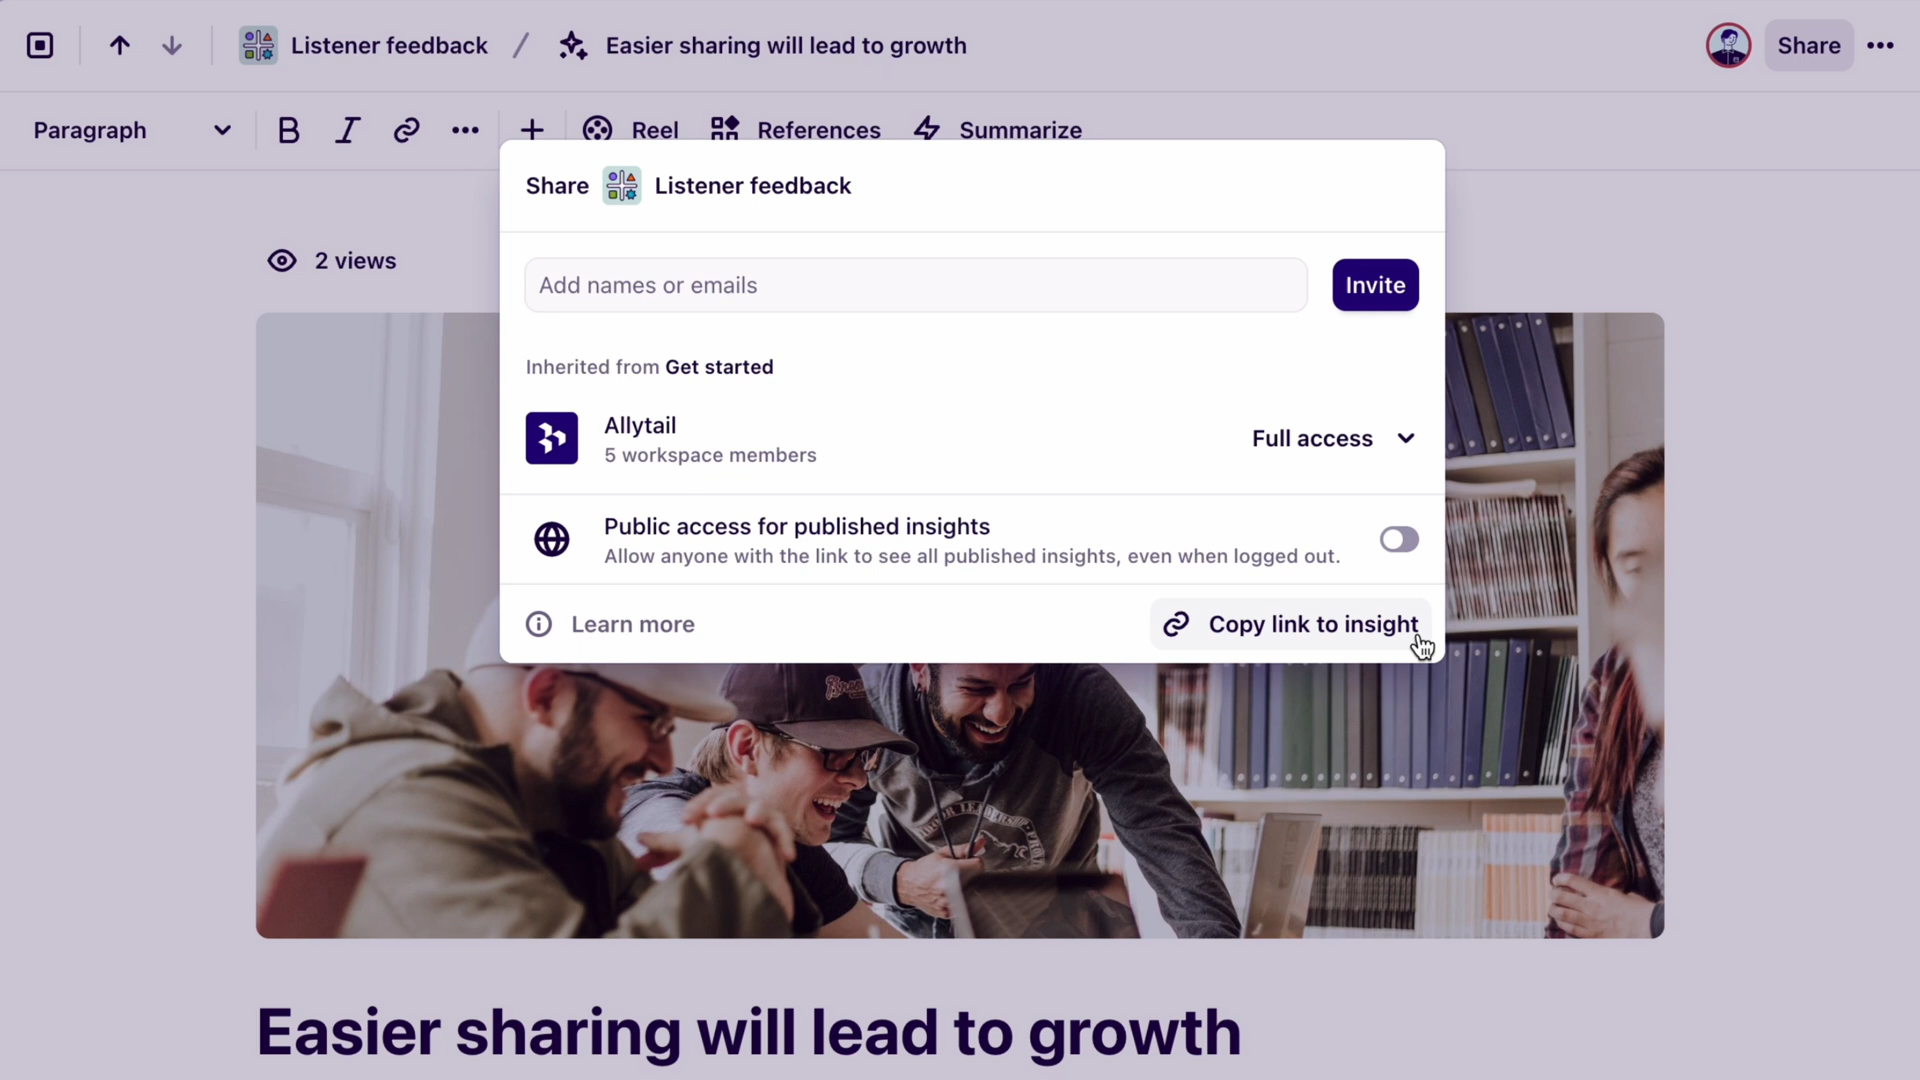 Listener feedback / Easier sharing will lead to growth
Share
Paragraph
Reel
References
Summarize
Share Listener feedback
2 views
Add names or emails
Invite
Inherited from Get started
Allytail
5 workspace members
Full access
Public access for published insights
Allow anyone with the link to see all published insights, even when logged out.
Learn more
Copy link to insight
Easier sharing will lead to growth